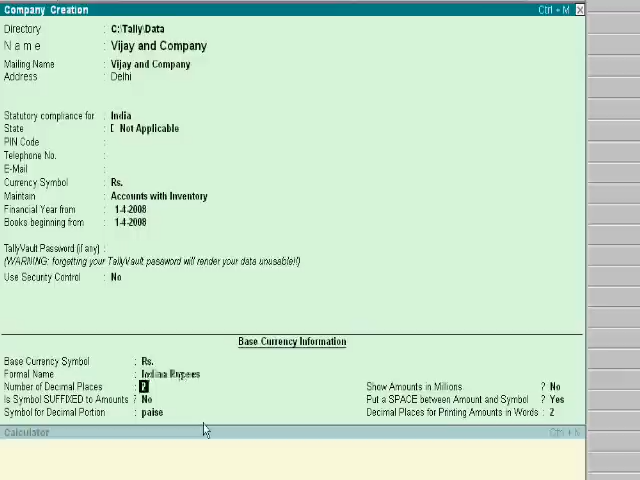 Company Creation Ctrl + M X
Directory : C:\Tally\Data
Name : Vijay and Company
Mailing Name : Vijay and Company
Address : Delhi
Statutory compliance for : India
State : Not Applicable
PIN Code :
Telephone No. :
E-Mail :
Currency Symbol : Rs.
Maintain : Accounts with Inventory
Financial Year from : 1-4-2008
Books beginning from : 1-4-2008
TallyVault Password (if any) :
(WARNING: forgetting your TallyVault password will render your data unusable!!)
Use Security Control : No
Base Currency Information
Base Currency Symbol : Rs.
Formal Name : Rupees
Number of Decimal Places : 2 Show Amounts in Millions ? No
Is Symbol SUFFIXED to Amounts ? No Put a SPACE between Amount and Symbol ? Yes
Symbol for Decimal Portion : paise Decimal Places for Printing Amounts in Words : 2
Calculator Ctrl + N